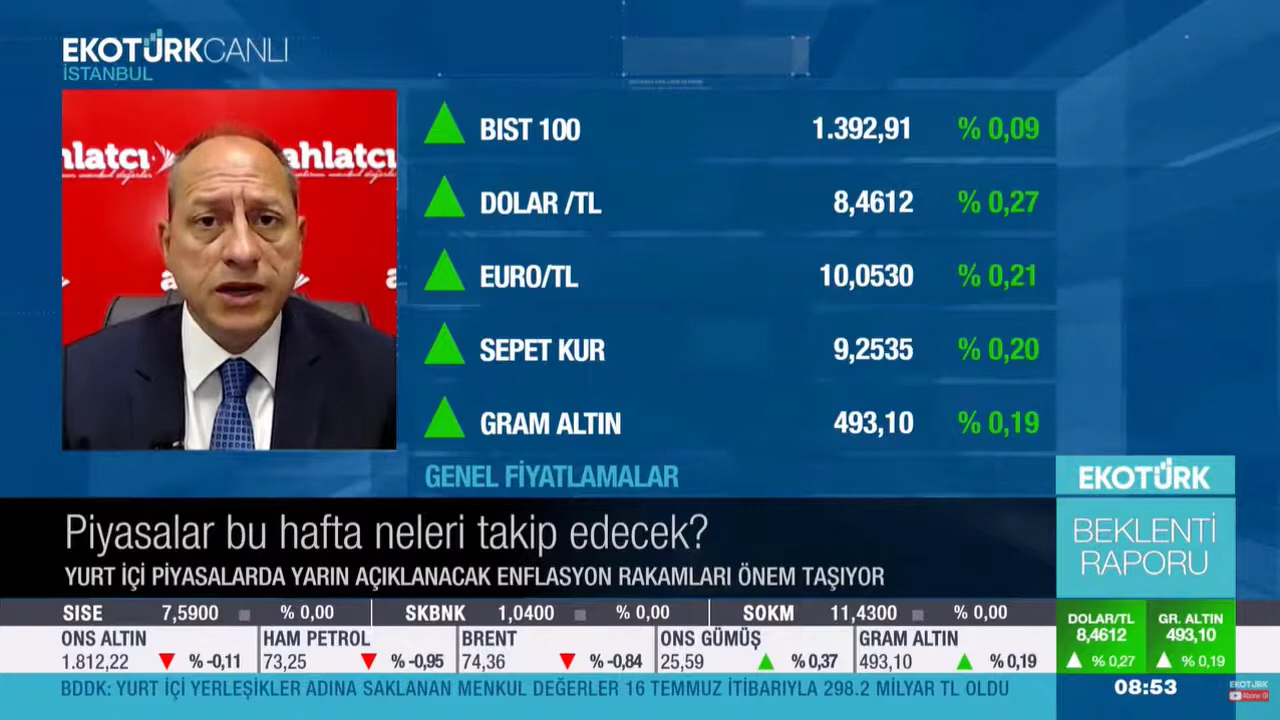 EKOTÜRK CANLI
İSTANBUL
ahlatcı
BIST 100 1.392,91 % 0,09
DOLAR /TL 8,4612 % 0,27
EURO/TL 10,0530 % 0,21
SEPET KUR 9,2535 % 0,20
GRAM ALTIN 493,10 % 0,19
GENEL FİYATLAMALAR
EKOTÜRK
BEKLENTİ
RAPORU
Piyasalar bu hafta neleri takip edecek?
YURT İÇİ PİYASALARDA YARIN AÇIKLANACAK ENFLASYON RAKAMLARI ÖNEM TAŞIYOR
SISE 7,5900 % 0,00 SKBNK 1,0400 % 0,00 SOKM 11,4300 % 0,00
ONS ALTIN HAM PETROL BRENT ONS GÜMÜŞ GRAM ALTIN
1.812,22 % -0,11 73,25 % -0,95 74,36 % -0,84 25,59 % 0,37 493,10 % 0,19
DOLAR/TL GR. ALTIN
8,4612 493,10
% 0,27 % 0,19
BDDK: YURT İÇİ YERLEŞİKLER ADINA SAKLANAN MENKUL DEĞERLER 16 TEMMUZ İTİBARIYLA 298.2 MİLYAR TL OLDU
08:53
EKOTÜRK
Abone Ol